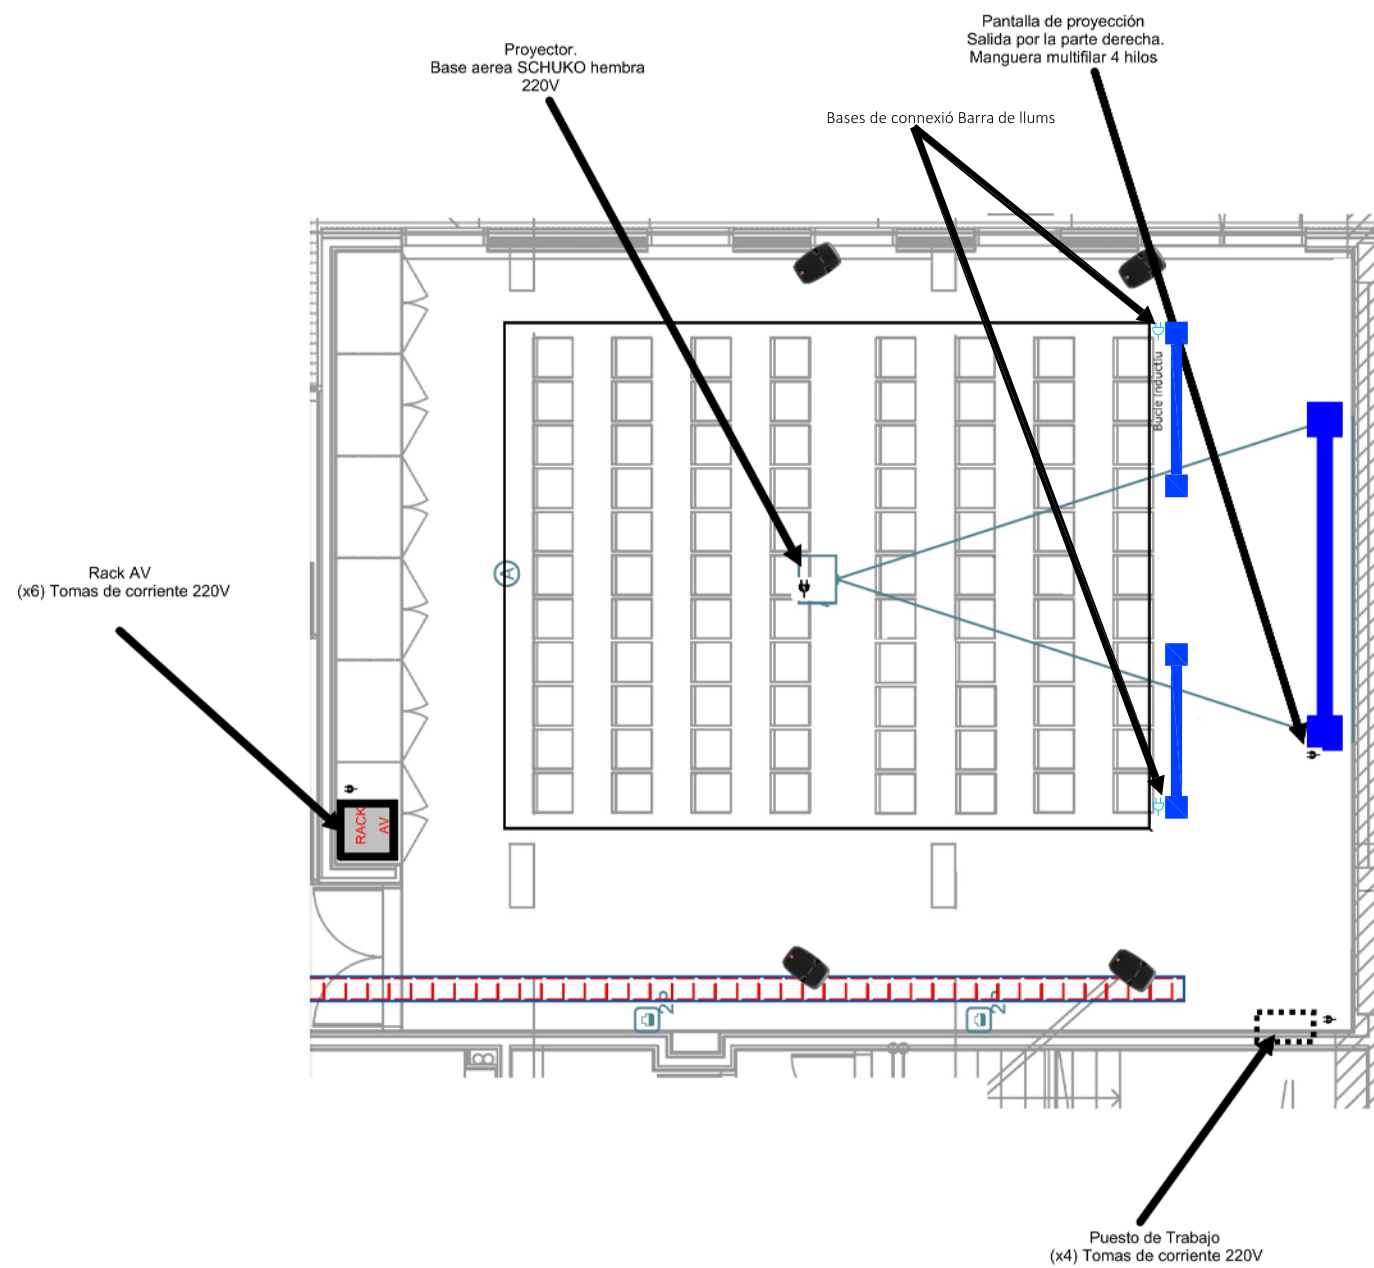 Pantalla de proyección
Salida por la parte derecha.
Manguera multifilar 4 hilos
Proyector.
Base aerea SCHUKO hembra
220V
Bases de connexió Barra de llums
Bucle Inductiu
A
Rack AV
(x6) Tomas de corriente 220V
RACK
AV
Puesto de Trabajo
(x4) Tomas de corriente 220V